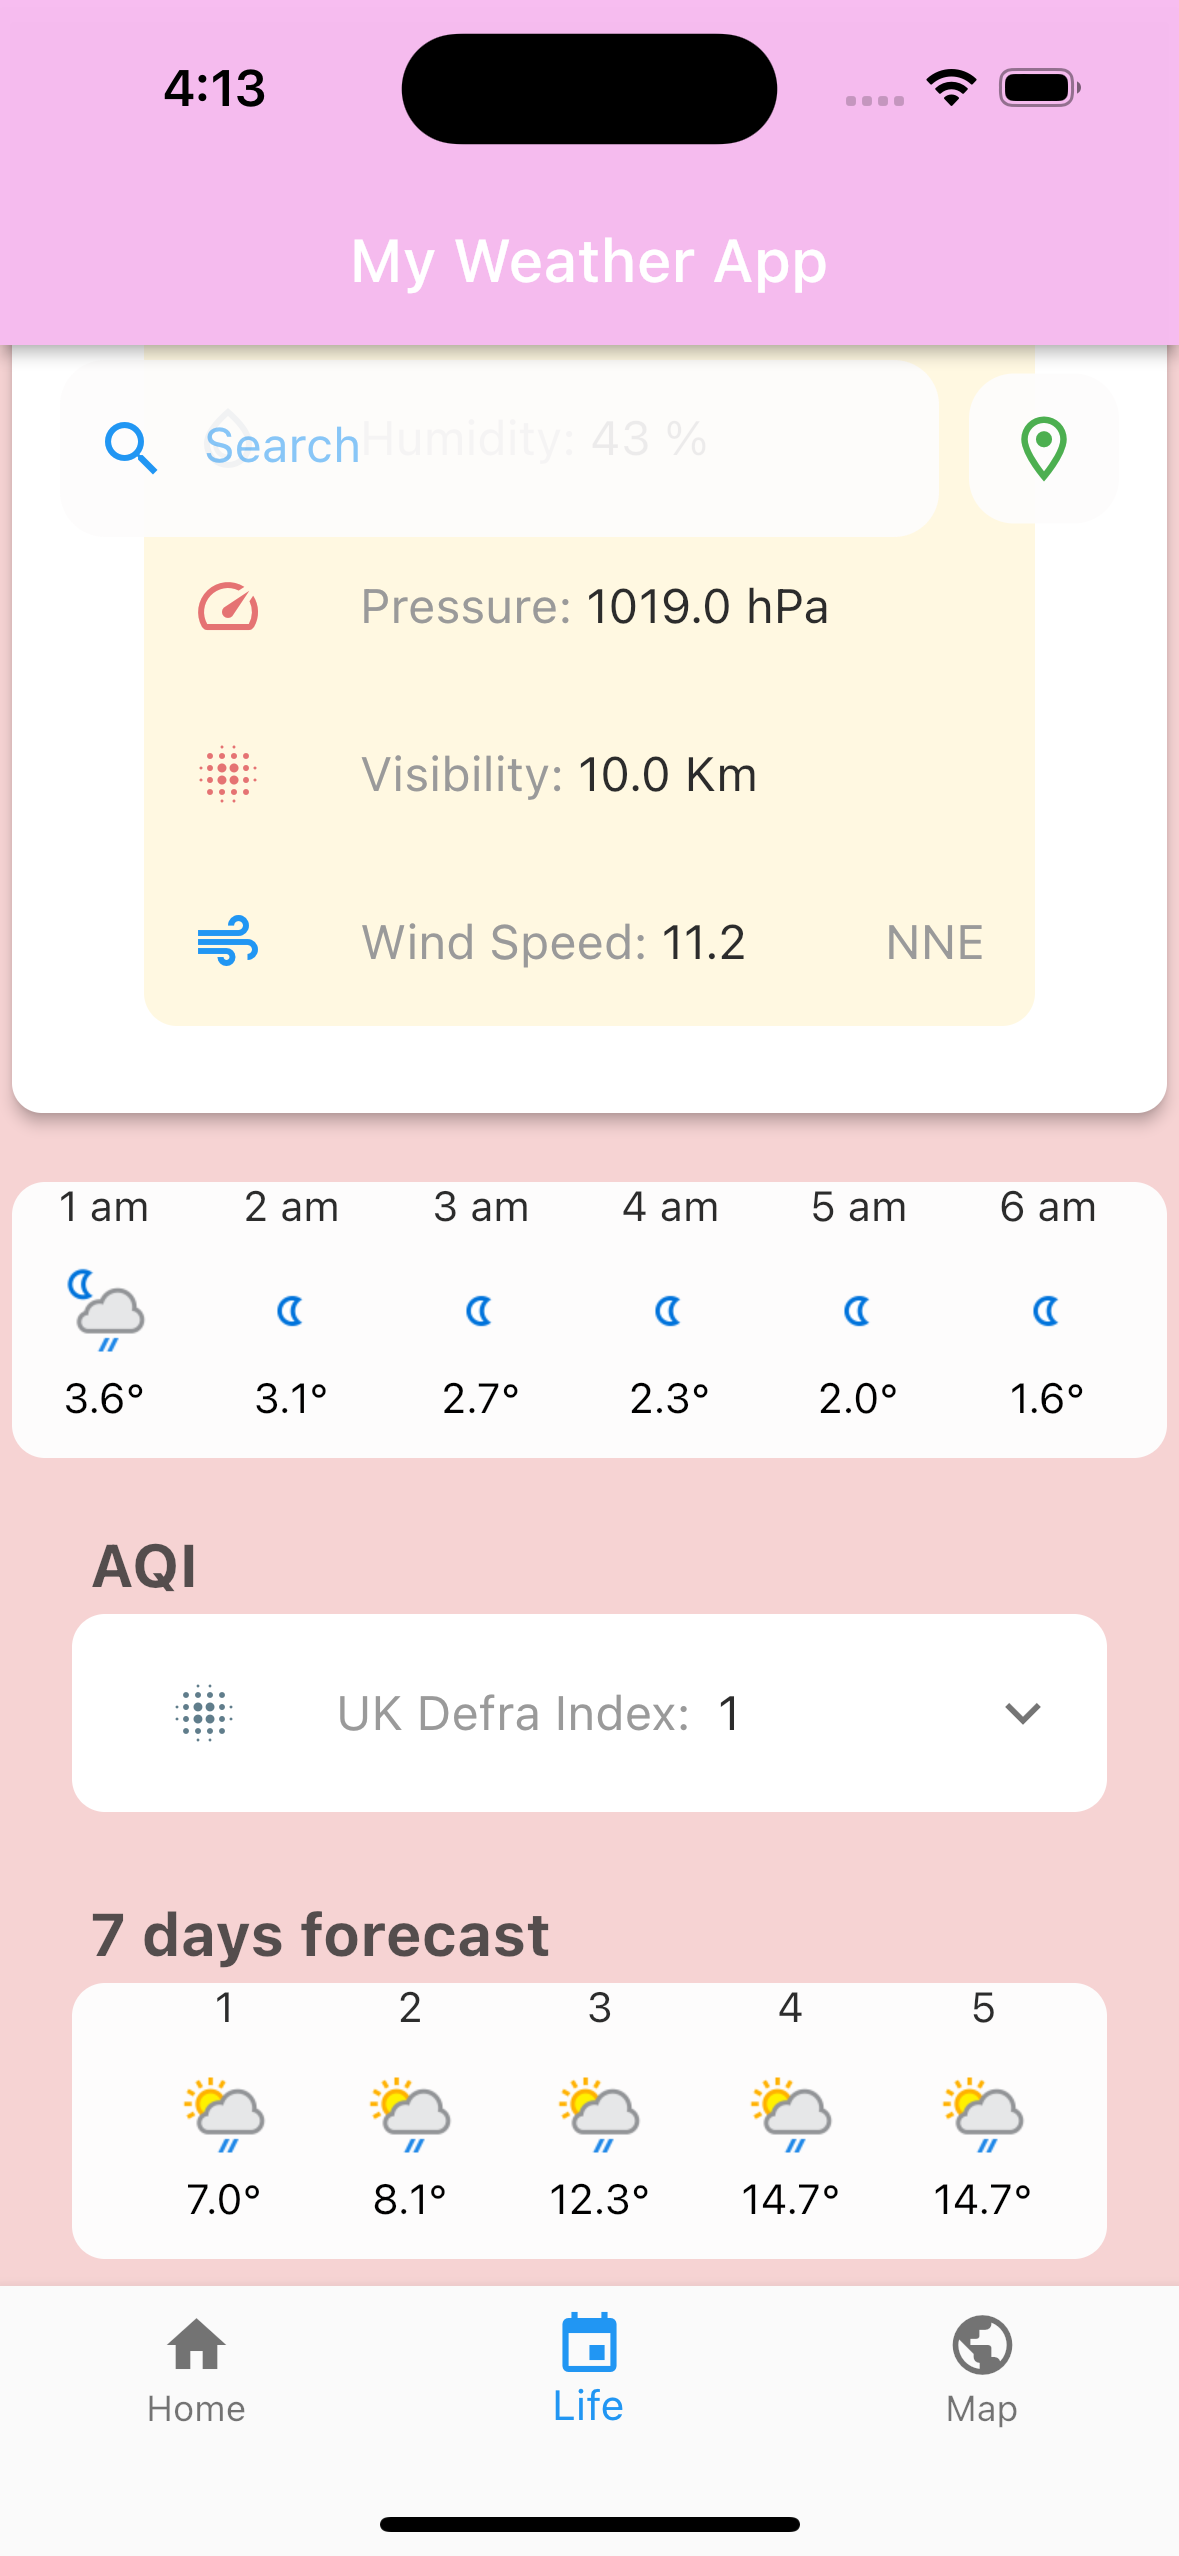 4:13
My Weather App
Search
Humidity: 43 %
Pressure: 1019.0 hPa
Visibility: 10.0 Km
Wind Speed: 11.2 NNE
1 am 2 am 3 am 4 am 5 am 6 am
3.6° 3.1° 2.7° 2.3° 2.0° 1.6°
AQI
UK Defra Index: 1
7 days forecast
1 2 3 4 5
7.0° 8.1° 12.3° 14.7° 14.7°
Home Life Map